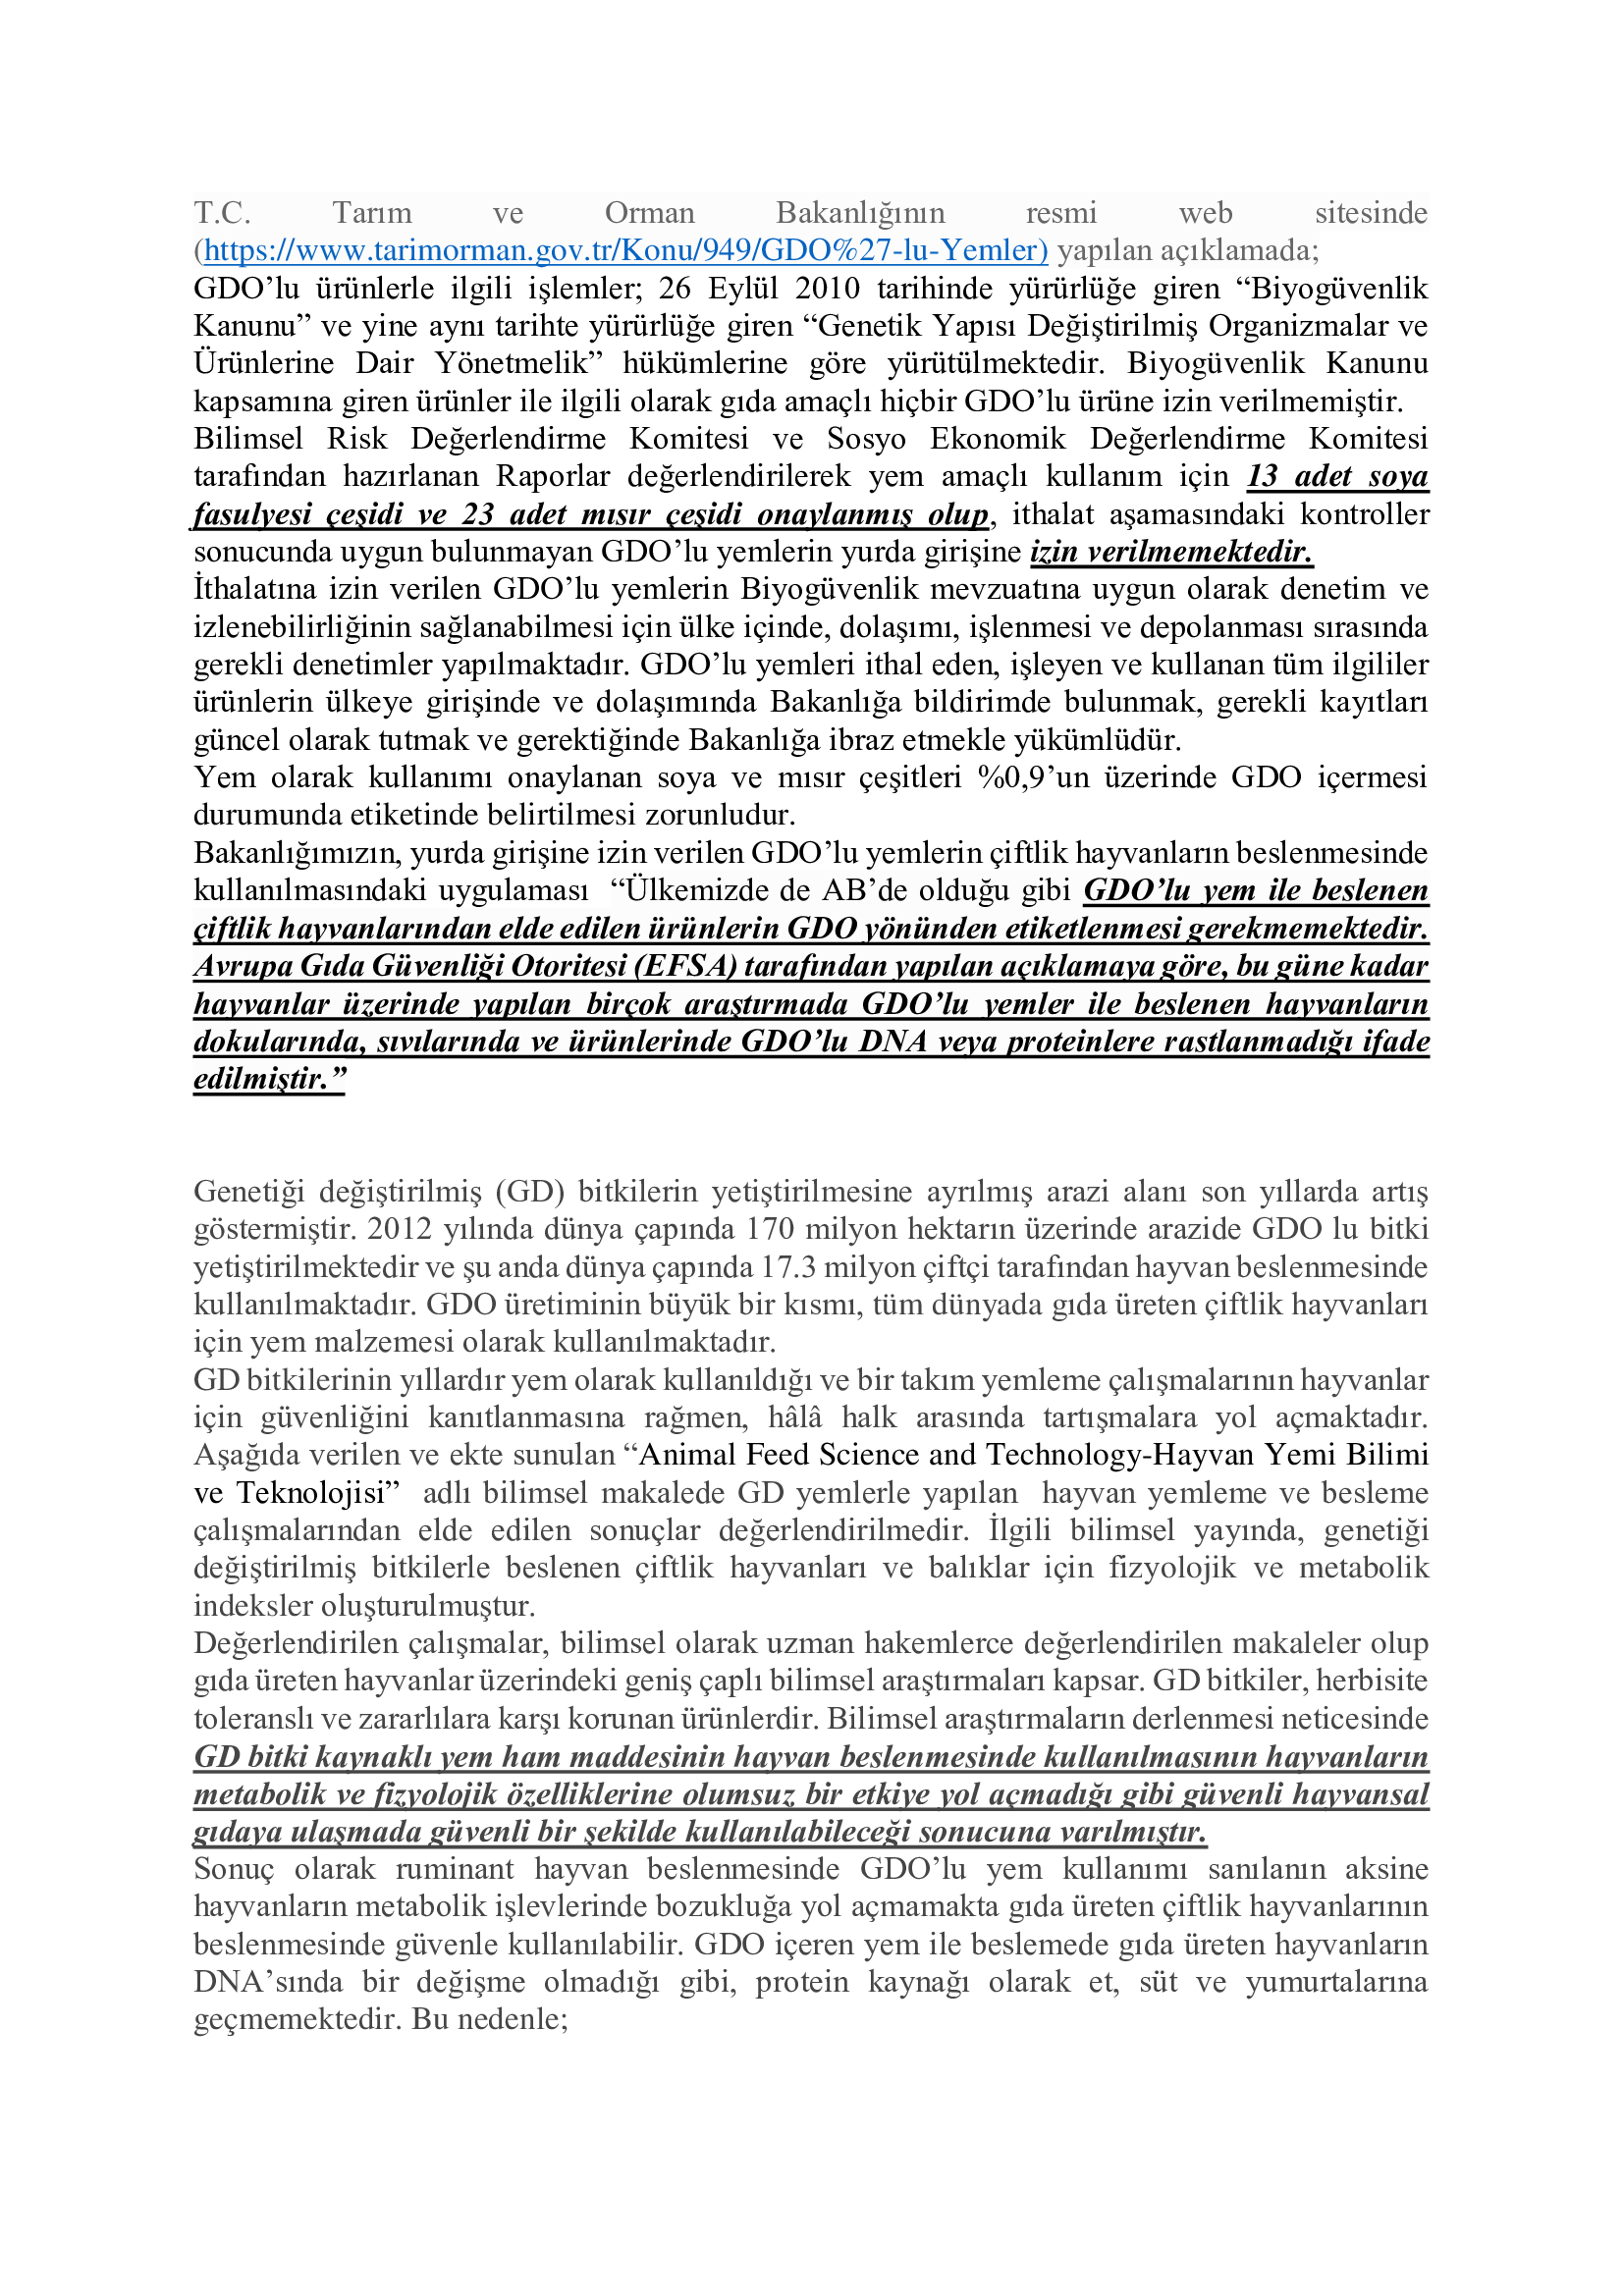 T.C. Tarım ve Orman Bakanlığının resmi web sitesinde
(https://www.tarimorman.gov.tr/Konu/949/GDO%27-lu-Yemler) yapılan açıklamada;
GDO’lu ürünlerle ilgili işlemler; 26 Eylül 2010 tarihinde yürürlüğe giren “Biyogüvenlik
Kanunu” ve yine aynı tarihte yürürlüğe giren “Genetik Yapısı Değiştirilmiş Organizmalar ve
Ürünlerine Dair Yönetmelik” hükümlerine göre yürütülmektedir. Biyogüvenlik Kanunu
kapsamına giren ürünler ile ilgili olarak gıda amaçlı hiçbir GDO’lu ürüne izin verilmemiştir.
Bilimsel Risk Değerlendirme Komitesi ve Sosyo Ekonomik Değerlendirme Komitesi
tarafından hazırlanan Raporlar değerlendirilerek yem amaçlı kullanım için 13 adet soya
fasulyesi çeşidi ve 23 adet mısır çeşidi onaylanmış olup, ithalat aşamasındaki kontroller
sonucunda uygun bulunmayan GDO’lu yemlerin yurda girişine izin verilmemektedir.
İthalatına izin verilen GDO’lu yemlerin Biyogüvenlik mevzuatına uygun olarak denetim ve
izlenebilirliğinin sağlanabilmesi için ülke içinde, dolaşımı, işlenmesi ve depolanması sırasında
gerekli denetimler yapılmaktadır. GDO’lu yemleri ithal eden, işleyen ve kullanan tüm ilgililer
ürünlerin ülkeye girişinde ve dolaşımında Bakanlığa bildirimde bulunmak, gerekli kayıtları
güncel olarak tutmak ve gerektiğinde Bakanlığa ibraz etmekle yükümlüdür.
Yem olarak kullanımı onaylanan soya ve mısır çeşitleri %0,9’un üzerinde GDO içermesi
durumunda etiketinde belirtilmesi zorunludur.
Bakanlığımızın, yurda girişine izin verilen GDO’lu yemlerin çiftlik hayvanların beslenmesinde
kullanılmasındaki uygulaması “Ülkemizde de AB’de olduğu gibi GDO’lu yem ile beslenen
çiftlik hayvanlarından elde edilen ürünlerin GDO yönünden etiketlenmesi gerekmemektedir.
Avrupa Gıda Güvenliği Otoritesi (EFSA) tarafından yapılan açıklamaya göre, bu güne kadar
hayvanlar üzerinde yapılan birçok araştırmada GDO’lu yemler ile beslenen hayvanların
dokularında, sıvılarında ve ürünlerinde GDO’lu DNA veya proteinlere rastlanmadığı ifade
edilmiştir.”
Genetiği değiştirilmiş (GD) bitkilerin yetiştirilmesine ayrılmış arazi alanı son yıllarda artış
göstermiştir. 2012 yılında dünya çapında 170 milyon hektarın üzerinde arazide GDO lu bitki
yetiştirilmektedir ve şu anda dünya çapında 17.3 milyon çiftçi tarafından hayvan beslenmesinde
kullanılmaktadır. GDO üretiminin büyük bir kısmı, tüm dünyada gıda üreten çiftlik hayvanları
için yem malzemesi olarak kullanılmaktadır.
GD bitkilerinin yıllardır yem olarak kullanıldığı ve bir takım yemleme çalışmalarının hayvanlar
için güvenliğini kanıtlanmasına rağmen, hâlâ halk arasında tartışmalara yol açmaktadır.
Aşağıda verilen ve ekte sunulan “Animal Feed Science and Technology-Hayvan Yemi Bilimi
ve Teknolojisi” adlı bilimsel makalede GD yemlerle yapılan hayvan yemleme ve besleme
çalışmalarından elde edilen sonuçlar değerlendirilmedir. İlgili bilimsel yayında, genetiği
değiştirilmiş bitkilerle beslenen çiftlik hayvanları ve balıklar için fizyolojik ve metabolik
indeksler oluşturulmuştur.
Değerlendirilen çalışmalar, bilimsel olarak uzman hakemlerce değerlendirilen makaleler olup
gıda üreten hayvanlar üzerindeki geniş çaplı bilimsel araştırmaları kapsar. GD bitkiler, herbisite
toleranslı ve zararlılara karşı korunan ürünlerdir. Bilimsel araştırmaların derlenmesi neticesinde
GD bitki kaynaklı yem ham maddesinin hayvan beslenmesinde kullanılmasının hayvanların
metabolik ve fizyolojik özelliklerine olumsuz bir etkiye yol açmadığı gibi güvenli hayvansal
gıdaya ulaşmada güvenli bir şekilde kullanılabileceği sonucuna varılmıştır.
Sonuç olarak ruminant hayvan beslenmesinde GDO’lu yem kullanımı sanılanın aksine
hayvanların metabolik işlevlerinde bozukluğa yol açmamakta gıda üreten çiftlik hayvanlarının
beslenmesinde güvenle kullanılabilir. GDO içeren yem ile beslemede gıda üreten hayvanların
DNA’sında bir değişme olmadığı gibi, protein kaynağı olarak et, süt ve yumurtalarına
geçmemektedir. Bu nedenle;